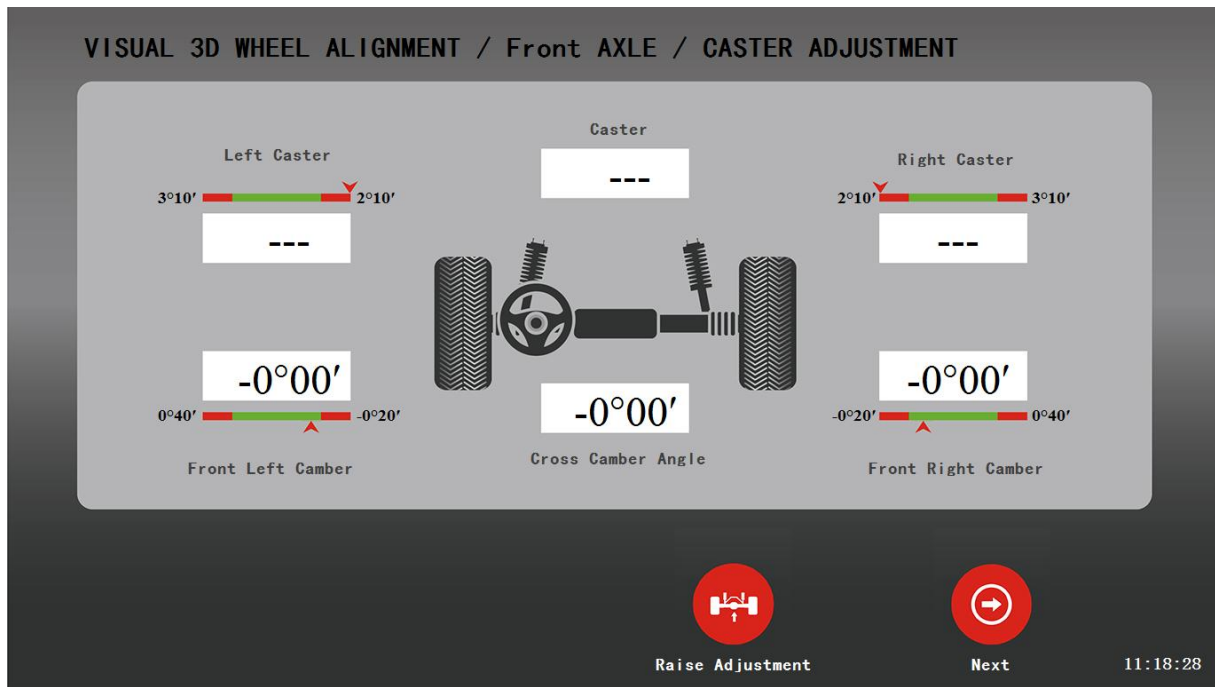 VISUAL 3D WHEEL ALIGNMENT / Front AXLE / CASTER ADJUSTMENT
Caster
---
Left Caster
3°10′ 2°10′
---
Right Caster
2°10′ 3°10′
---
-0°00′
0°40′ -0°20′
Front Left Camber
-0°00′
Cross Camber Angle
-0°00′
-0°20′ 0°40′
Front Right Camber
Raise Adjustment
Next
11:18:28